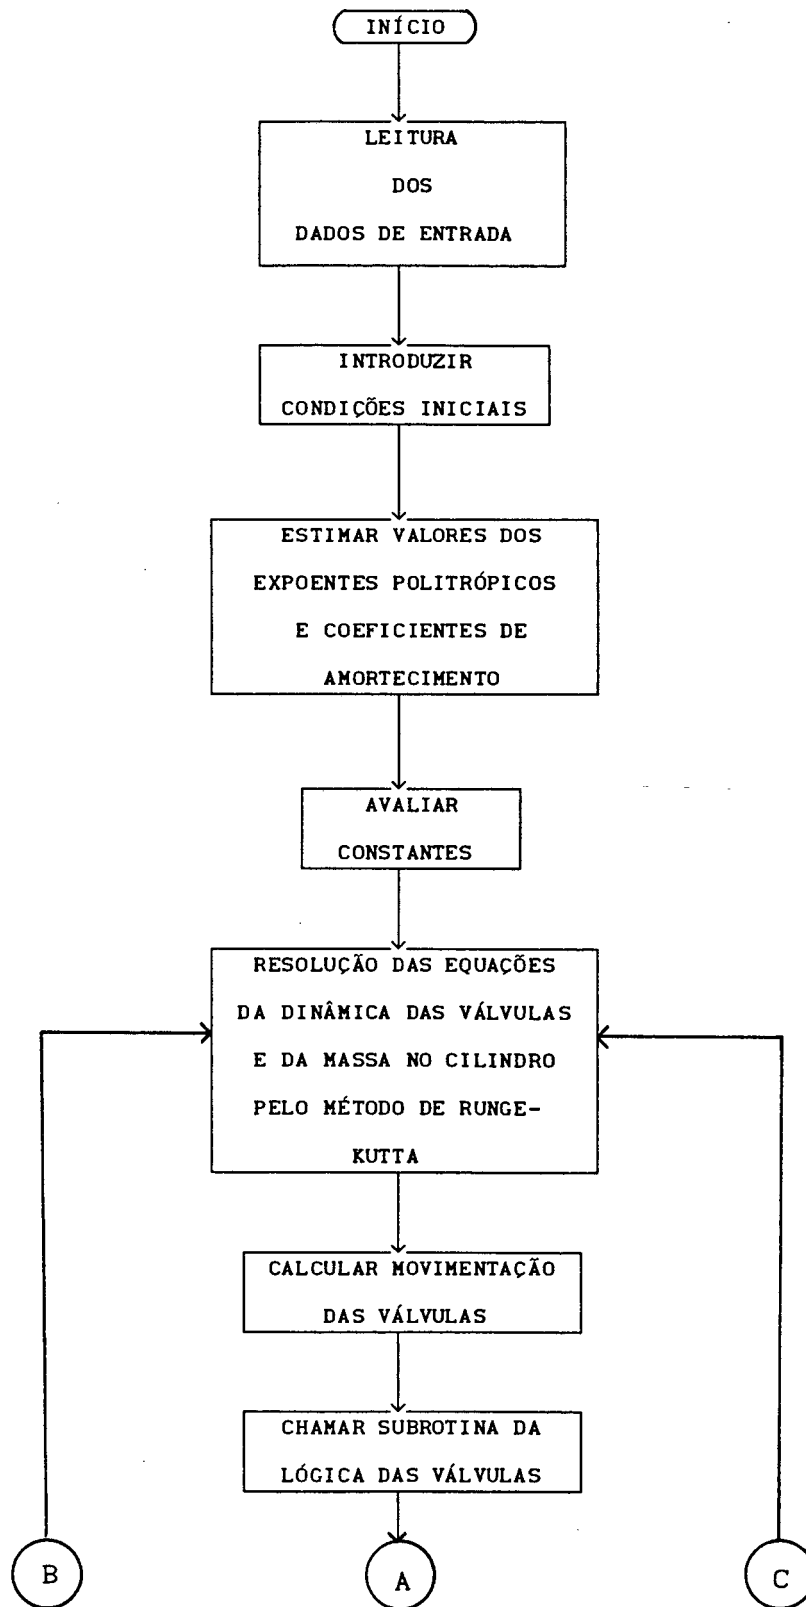 INÍCIO
LEITURA
DOS
DADOS DE ENTRADA
INTRODUZIR
CONDIÇÕES INICIAIS
ESTIMAR VALORES DOS
EXPOENTES POLITRÓPICOS
E COEFICIENTES DE
AMORTECIMENTO
AVALIAR
CONSTANTES
RESOLUÇÃO DAS EQUAÇÕES
DA DINÂMICA DAS VÁLVULAS
E DA MASSA NO CILINDRO
PELO MÉTODO DE RUNGE-
KUTTA
CALCULAR MOVIMENTAÇÃO
DAS VÁLVULAS
CHAMAR SUBROTINA DA
LÓGICA DAS VÁLVULAS
B
A
C